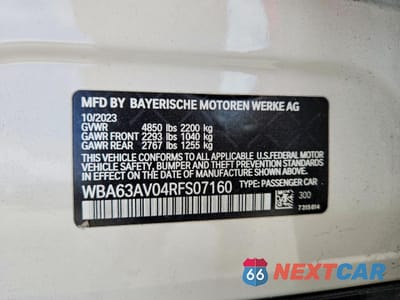 MFD BY BAYERISCHE MOTOREN WERKE AG
10/2023
GVWR 4850 lbs 2200 kg
GAWR FRONT 2293 lbs 1040 kg
GAWR REAR 2767 lbs 1255 kg
THIS VEHICLE CONFORMS TO ALL APPLICABLE U.S. FEDERAL MOTOR
VEHICLE SAFETY, BUMPER AND THEFT PREVENTION STANDARDS
IN EFFECT ON THE DATE OF MANUFACTURE SHOWN ABOVE.
WBA63AV04RFS07160 TYPE: PASSENGER CAR
300
7315814
66 NEXTCAR